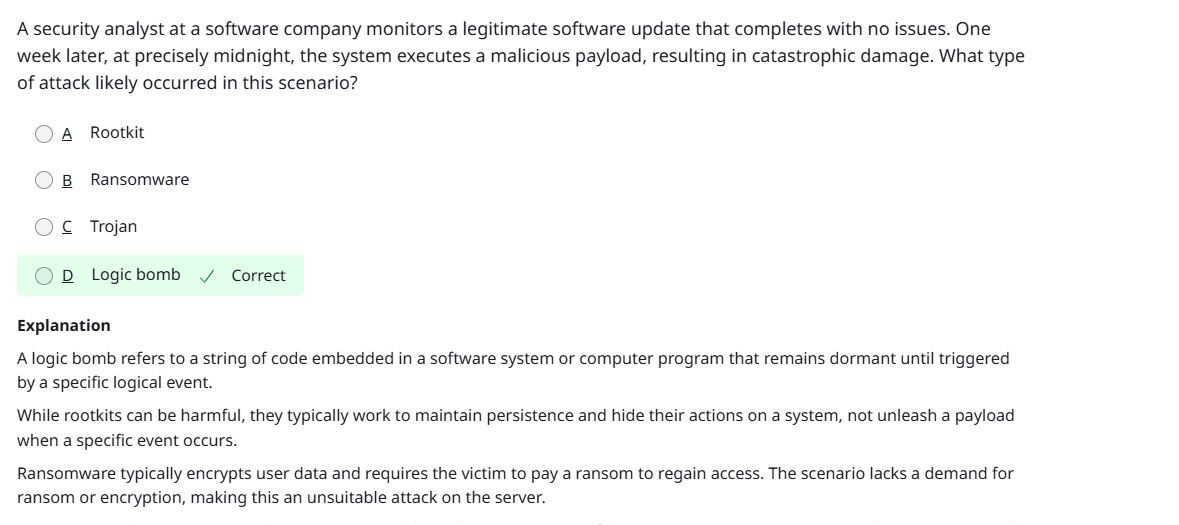 A security analyst at a software company monitors a legitimate software update that completes with no issues. One
week later, at precisely midnight, the system executes a malicious payload, resulting in catastrophic damage. What type
of attack likely occurred in this scenario?
A Rootkit
B Ransomware
C Trojan
D Logic bomb ✓ Correct
Explanation
A logic bomb refers to a string of code embedded in a software system or computer program that remains dormant until triggered
by a specific logical event.
While rootkits can be harmful, they typically work to maintain persistence and hide their actions on a system, not unleash a payload
when a specific event occurs.
Ransomware typically encrypts user data and requires the victim to pay a ransom to regain access. The scenario lacks a demand for
ransom or encryption, making this an unsuitable attack on the server.